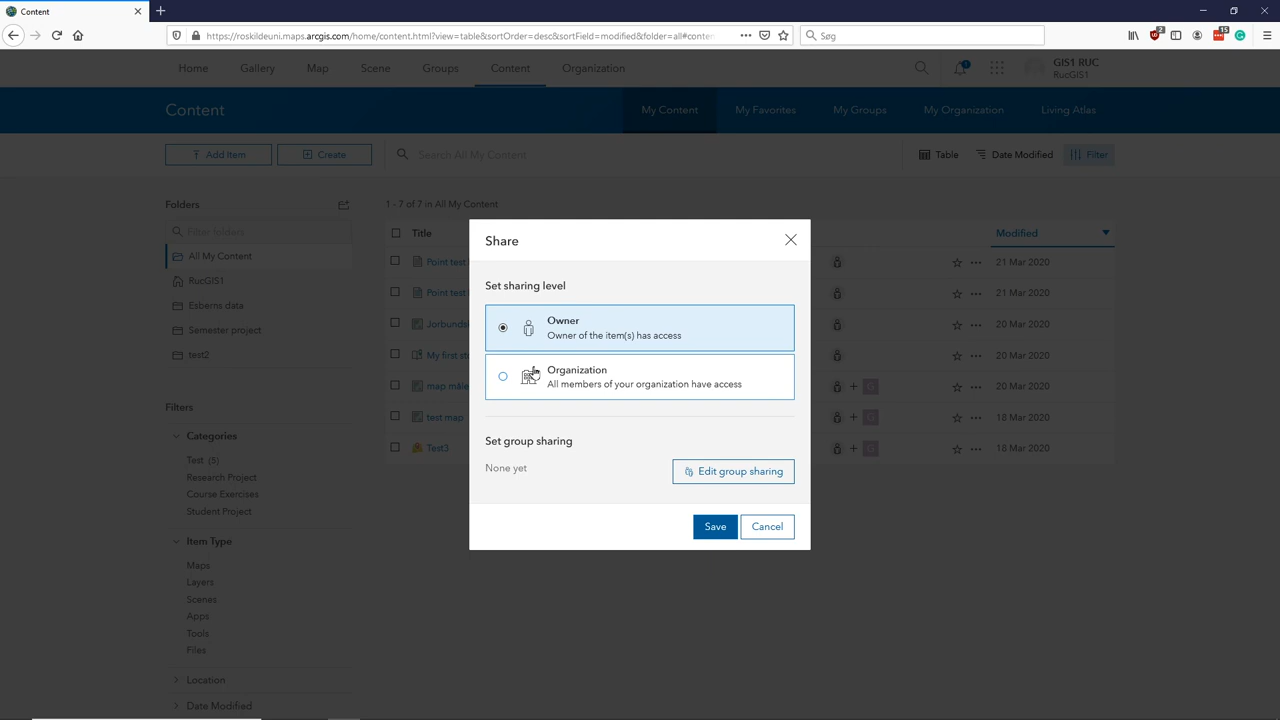 Content
https://roskildeuni.maps.arcgis.com/home/content.html?view=table&sortOrder=desc&sortField=modified&folder=all#conten
Søg
2
15
Home
Gallery
Map
Scene
Groups
Content
Organization
1
GIS1 RUC
RucGIS1
Content
My Content
My Favorites
My Groups
My Organization
Living Atlas
Add Item
Create
Search All My Content
Table
Date Modified
Filter
Folders
Filter folders
All My Content
RucGIS1
Esberns data
Semester project
test2
Filters
Categories
Test (5)
Research Project
Course Exercises
Student Project
Item Type
Maps
Layers
Scenes
Apps
Tools
Files
Location
Date Modified
1 - 7 of 7 in All My Content
Title
Modified
Point test
21 Mar 2020
Point test
21 Mar 2020
Jorbunds
20 Mar 2020
My first st
20 Mar 2020
map måle
+ G
20 Mar 2020
test map
+ G
18 Mar 2020
Test3
+ G
18 Mar 2020
Share
Set sharing level
Owner
Owner of the item(s) has access
Organization
All members of your organization have access
Set group sharing
None yet
Edit group sharing
Save
Cancel